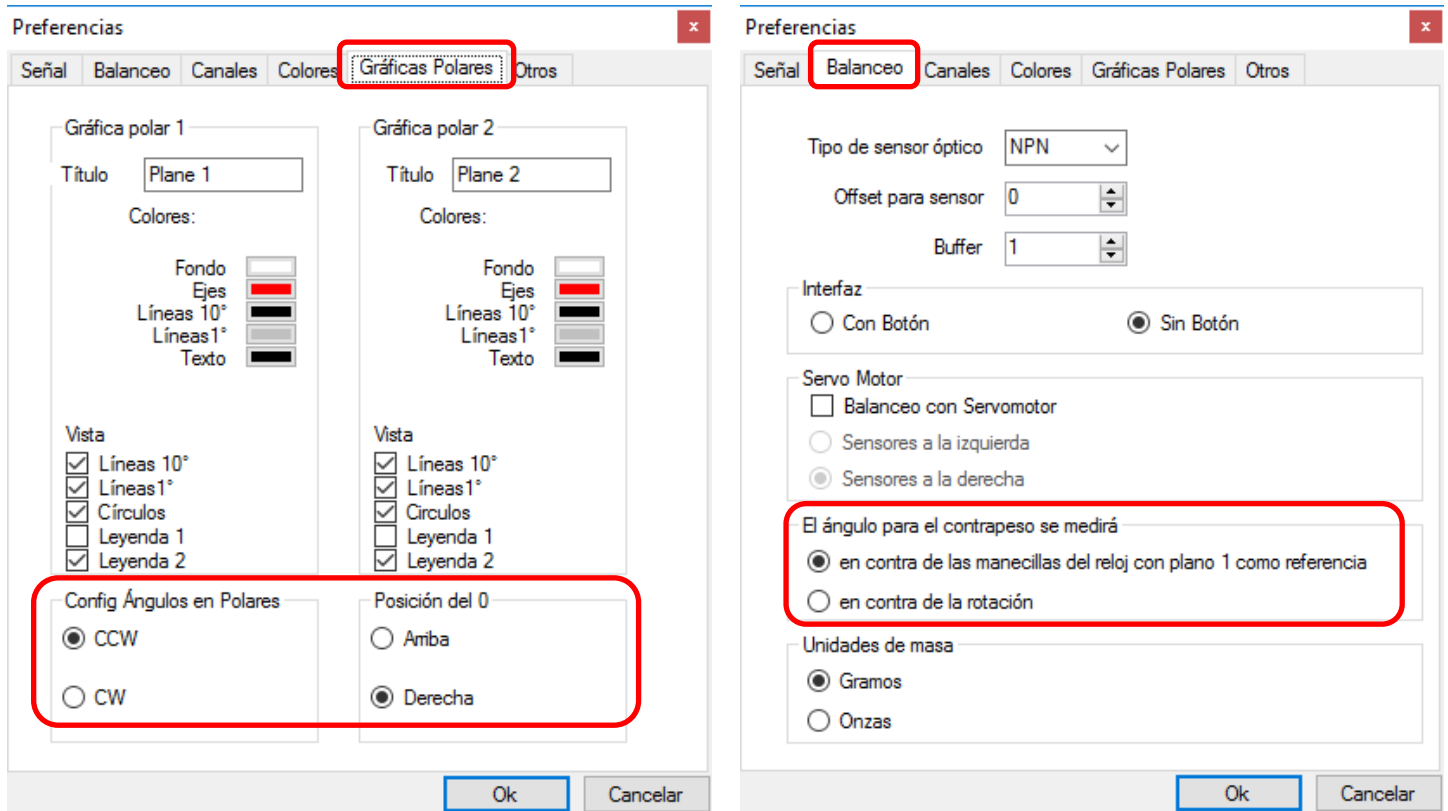 Preferencias
x
Señal Balanceo Canales Colores Gráficas Polares Otros
Gráfica polar 1
Título Plane 1
Colores:
Fondo
Ejes
Líneas 10°
Líneas1°
Texto
Vista
Líneas 10°
Líneas1°
Círculos
Leyenda 1
Leyenda 2
Gráfica polar 2
Título Plane 2
Colores:
Fondo
Ejes
Líneas 10°
Líneas1°
Texto
Vista
Líneas 10°
Líneas1°
Circulos
Leyenda 1
Leyenda 2
Config Ángulos en Polares
CCW
CW
Posición del 0
Arriba
Derecha
Ok Cancelar
Preferencias
x
Señal Balanceo Canales Colores Gráficas Polares Otros
Tipo de sensor óptico NPN
Offset para sensor 0
Buffer 1
Interfaz
Con Botón Sin Botón
Servo Motor
Balanceo con Servomotor
Sensores a la izquierda
Sensores a la derecha
El ángulo para el contrapeso se medirá
en contra de las manecillas del reloj con plano 1 como referencia
en contra de la rotación
Unidades de masa
Gramos
Onzas
Ok Cancelar